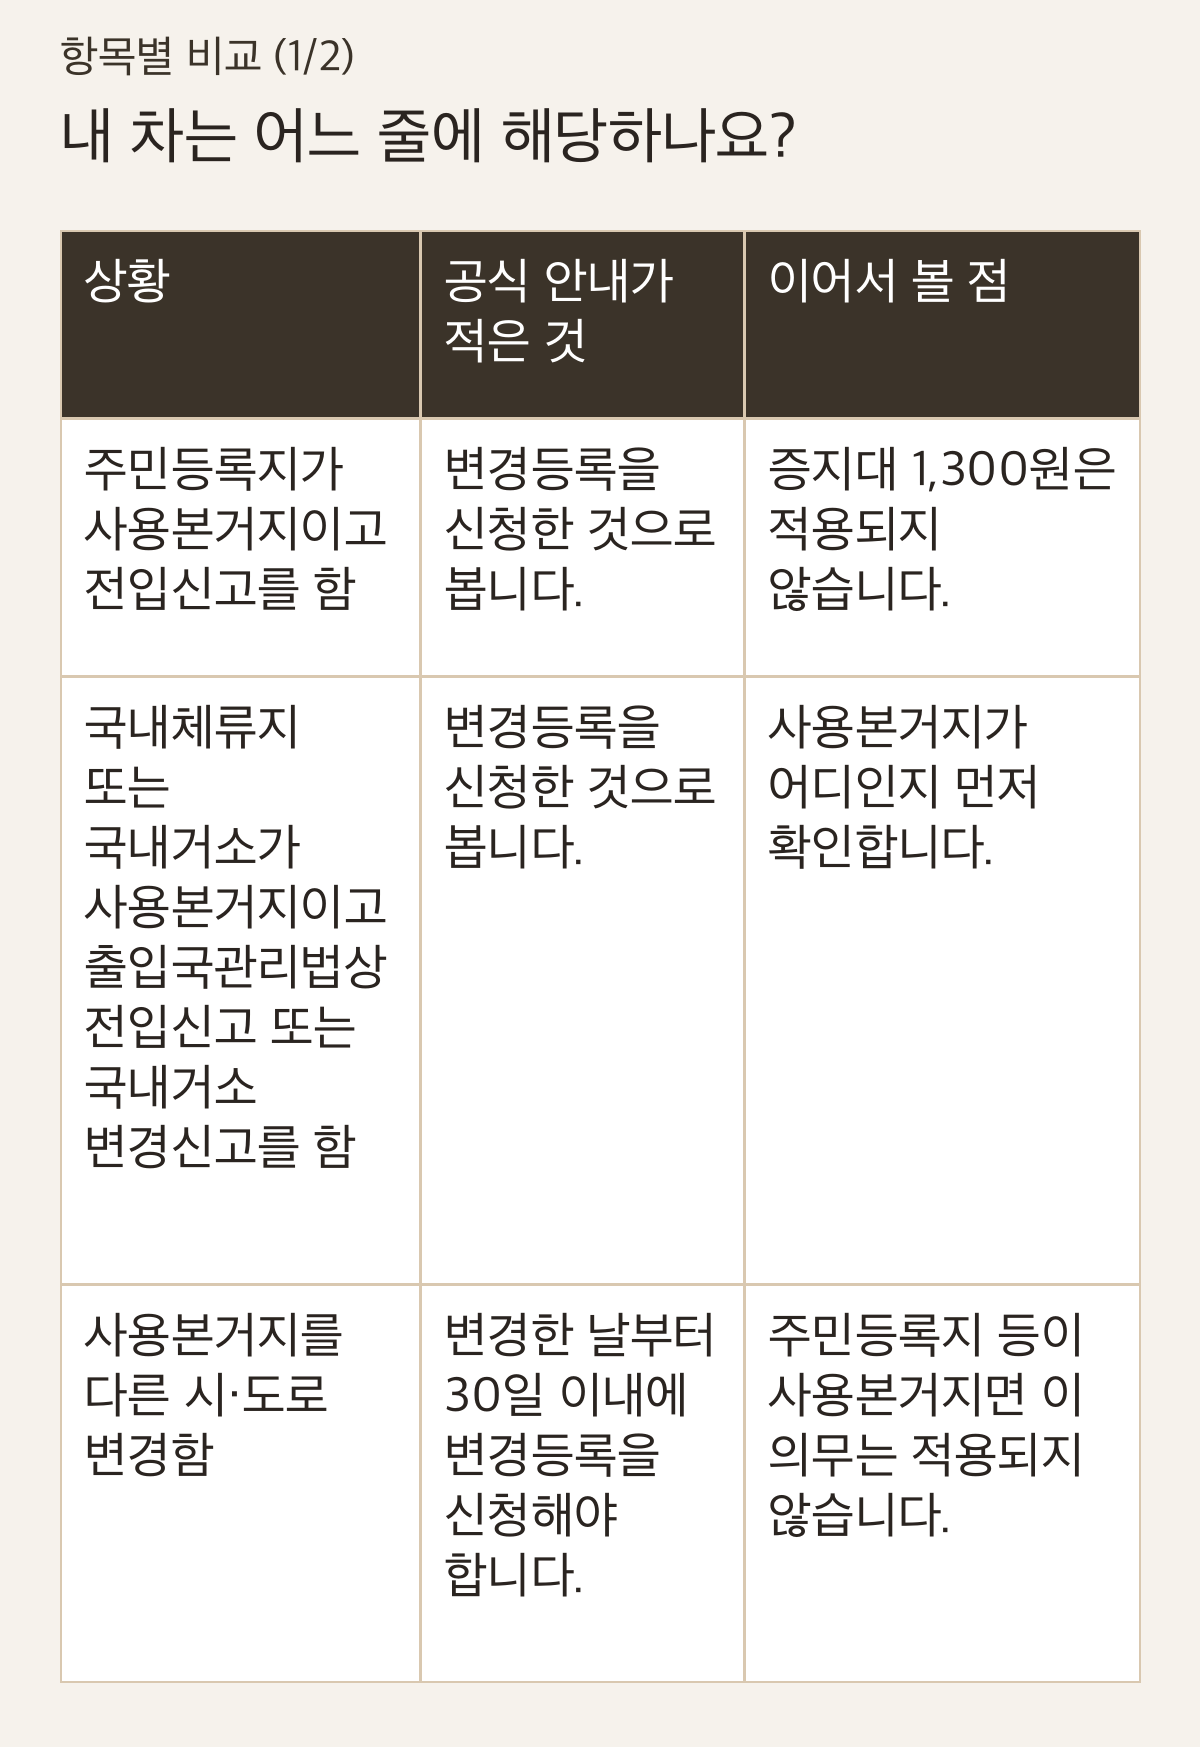 항목별 비교 (1/2)
내 차는 어느 줄에 해당하나요?
상황
공식 안내가
적은 것
이어서 볼 점
주민등록지가
사용본거지이고
전입신고를 함
변경등록을
신청한 것으로
봅니다.
증지대 1,300원은
적용되지
않습니다.
국내체류지
또는
국내거소가
사용본거지이고
출입국관리법상
전입신고 또는
국내거소
변경신고를 함
변경등록을
신청한 것으로
봅니다.
사용본거지가
어디인지 먼저
확인합니다.
사용본거지를
다른 시·도로
변경함
변경한 날부터
30일 이내에
변경등록을
신청해야
합니다.
주민등록지 등이
사용본거지면 이
의무는 적용되지
않습니다.